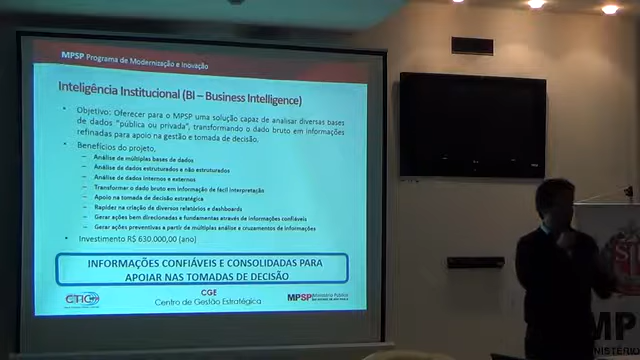 MPSP Programa de Modernização e Inovação
Inteligência Institucional (BI – Business Intelligence)
• Objetivo: Oferecer para o MPSP uma solução capaz de analisar diversas bases
de dados "pública ou privada", transformando o dado bruto em informações
refinadas para apoio na gestão e tomada de decisão,
• Benefícios do projeto,
– Análise de múltiplas bases de dados
– Análise de dados estruturados e não estruturados
– Análise de dados internos e externos
– Transformar o dado bruto em informação de fácil interpretação
– Apoio na tomada de decisão estratégica
– Rapidez na criação de diversos relatórios e dashboards
– Gerar ações bem direcionadas e fundamentas através de informações confiáveis
– Gerar ações preventivas a partir de múltiplas análise e cruzamentos de informações
• Investimento R$ 630.000,00 (ano)
INFORMAÇÕES CONFIÁVEIS E CONSOLIDADAS PARA
APOIAR NAS TOMADAS DE DECISÃO
CTIC
CGE
Centro de Gestão Estratégica
MPSP Ministério Público
MP
MINISTÉRI